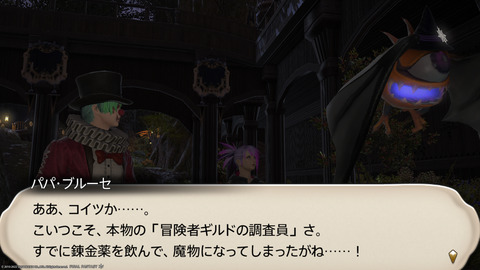 パパ・ブルーセ
ああ、コイツか……。
こいつこそ、本物の「冒険者ギルドの調査員」さ。
すでに錬金薬を飲んで、魔物になってしまったがね……！